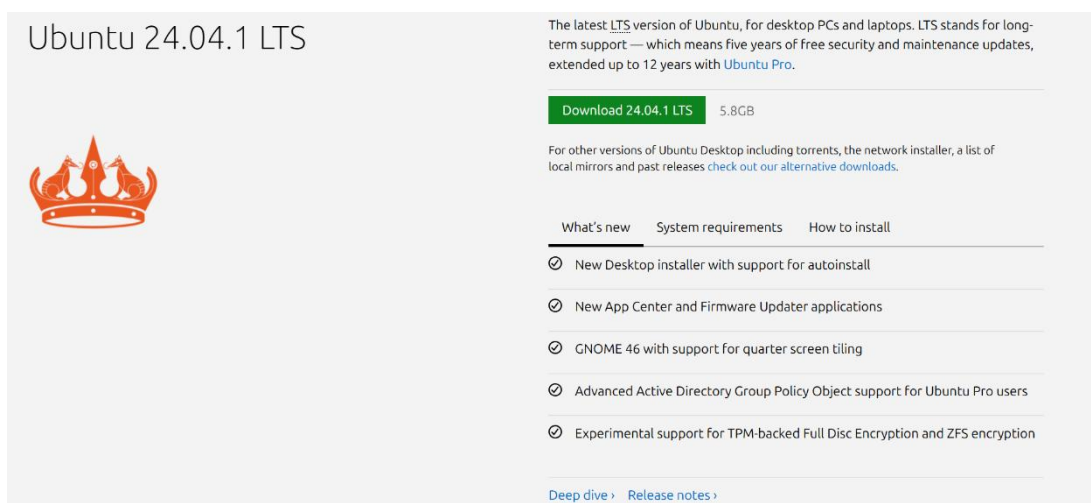 Ubuntu 24.04.1 LTS
The latest LTS version of Ubuntu, for desktop PCs and laptops. LTS stands for long-
term support — which means five years of free security and maintenance updates,
extended up to 12 years with Ubuntu Pro.
Download 24.04.1 LTS 5.8GB
For other versions of Ubuntu Desktop including torrents, the network installer, a list of
local mirrors and past releases check out our alternative downloads.
What's new System requirements How to install
New Desktop installer with support for autoinstall
New App Center and Firmware Updater applications
GNOME 46 with support for quarter screen tiling
Advanced Active Directory Group Policy Object support for Ubuntu Pro users
Experimental support for TPM-backed Full Disc Encryption and ZFS encryption
Deep dive › Release notes ›